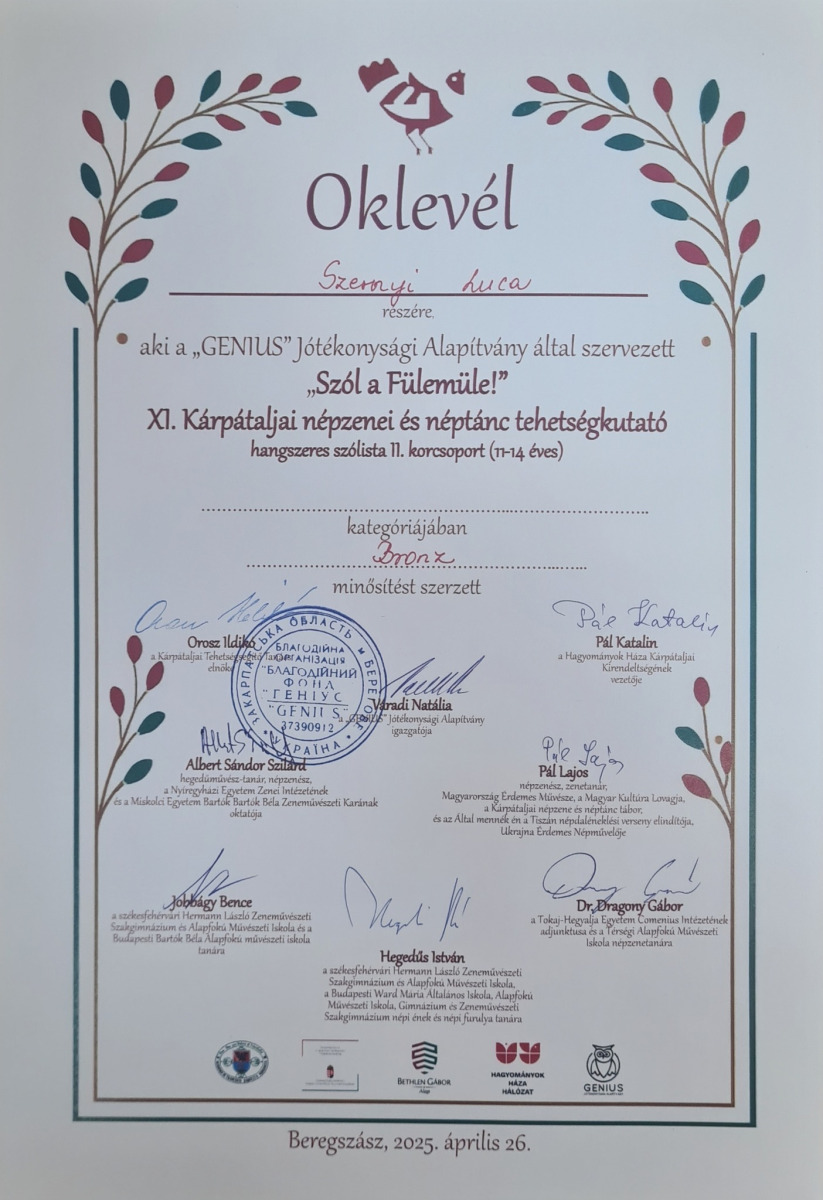 Oklevél
Szernyi Luca
részére,
aki a „GENIUS” Jótékonysági Alapítvány által szervezett
„Szól a Fülemüle!”
XI. Kárpátaljai népzenei és néptánc tehetségkutató
hangszeres szólista II. korcsoport (11-14 éves)
kategóriájában
Bronz
minősítést szerzett
Orosz Ildikó
a Kárpátaljai Tehetségsegítő Tanács
elnöke
Pál Katalin
Pál Katalin
a Hagyományok Háza Kárpátaljai
Kirendeltségének
vezetője
ЗАКАРПАТСЬКА ОБЛАСТЬ
УКРАЇНА
БЛАГОДІЙНА
ОРГАНІЗАЦІЯ
"БЛАГОДІЙНИЙ
ФОНД
"ГЕНІУС"
"GENIUS"
37390912
Váradi Natália
a „GENIUS” Jótékonysági Alapítvány
igazgatója
Albert Sándor Szilárd
hegedűművész-tanár, népzenész,
a Nyíregyházi Egyetem Zenei Intézetének
és a Miskolci Egyetem Bartók Bartók Béla Zeneművészeti Karának
oktatója
Pál Lajos
Pál Lajos
népzenész, zenetanár,
Magyarország Érdemes Művésze, a Magyar Kultúra Lovagja,
a Kárpátaljai népzene és néptánc tábor,
és az Által mennék én a Tiszán népdaléneklési verseny elindítója,
Ukrajna Érdemes Népművelője
Jobbágy Bence
a székesfehérvári Hermann László Zeneművészeti
Szakgimnázium és Alapfokú Művészeti Iskola és a
Budapesti Bartók Béla Alapfokú művészeti iskola
tanára
Dr. Dragony Gábor
a Tokaj-Hegyalja Egyetem Comenius Intézetének
adjunktusa és a Térségi Alapfokú Művészeti
Iskola népzenetanára
Hegedűs István
a székesfehérvári Hermann László Zeneművészeti
Szakgimnázium és Alapfokú Művészeti Iskola,
a Budapesti Ward Mária Általános Iskola, Alapfokú
Művészeti Iskola, Gimnázium és Zeneművészeti
Szakgimnázium népi ének és népi furulya tanára
BETHLEN GÁBOR
Alap
HAGYOMÁNYOK
HÁZA
HÁLÓZAT
GENIUS
Beregszász, 2025. április 26.